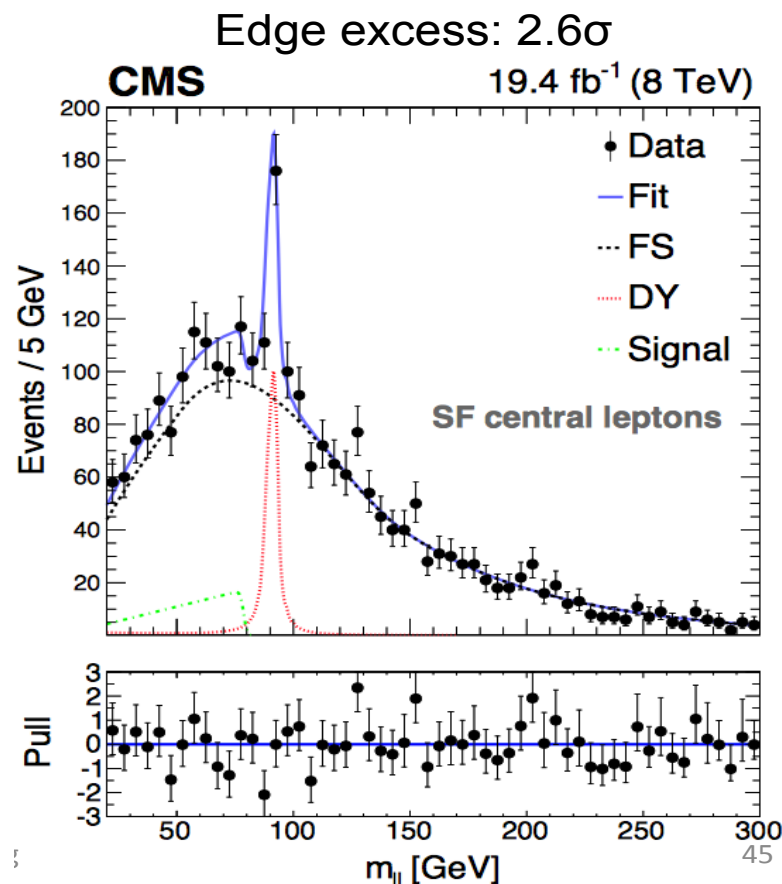 Edge excess: 2.6σ
CMS 19.4 fb⁻¹ (8 TeV)
200
180
160
140
120
100
80
60
40
20
Events / 5 GeV
Data
Fit
FS
DY
Signal
SF central leptons
3
2
1
0
-1
-2
-3
Pull
50 100 150 200 250 300
m_ll [GeV]
45